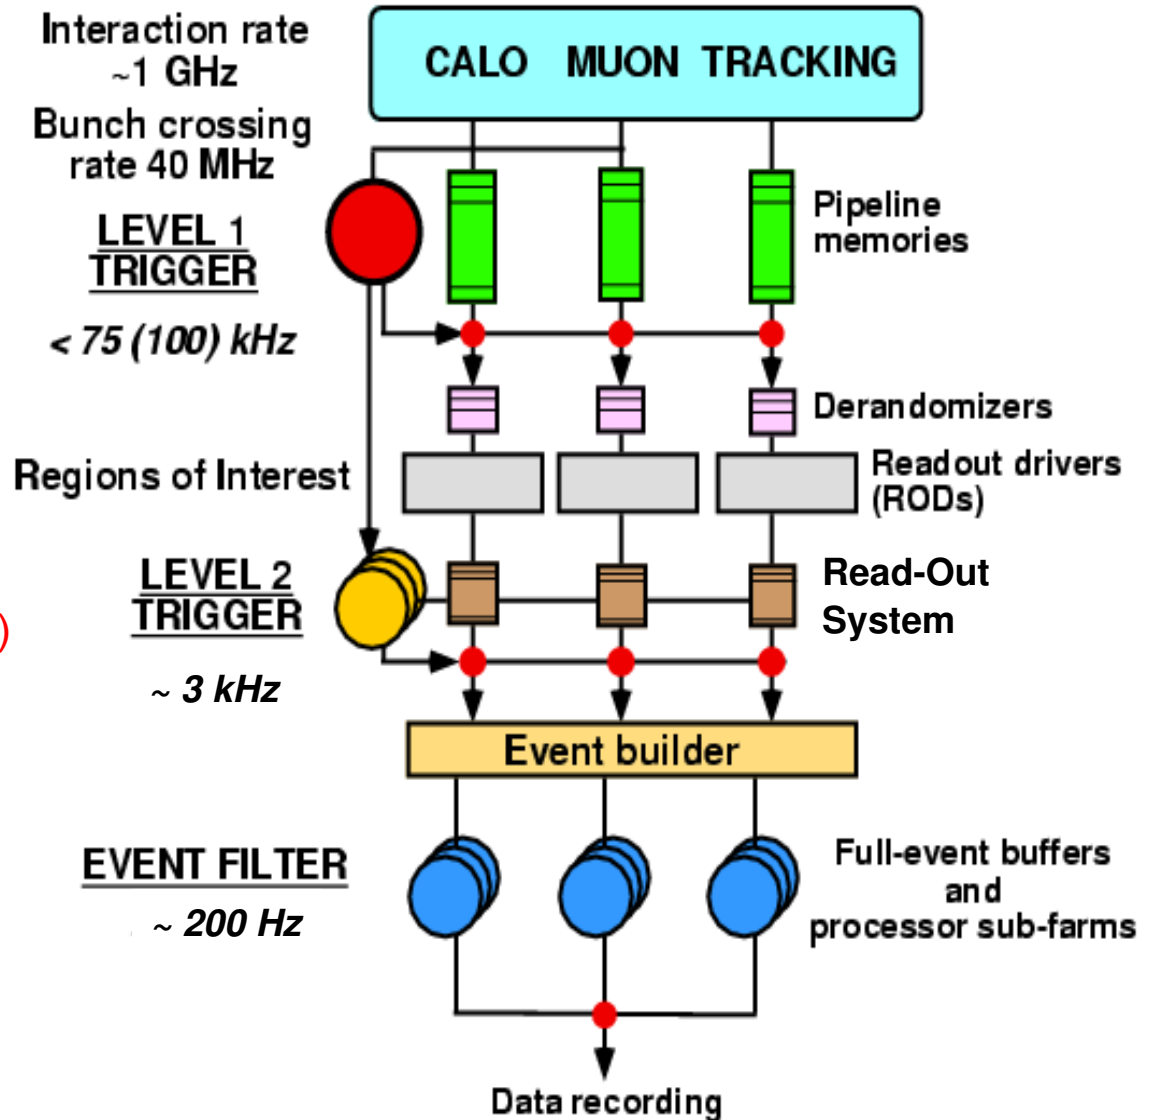 Interaction rate
~1 GHz
Bunch crossing
rate 40 MHz
CALO MUON TRACKING
LEVEL 1
TRIGGER
< 75 (100) kHz
Pipeline
memories
Derandomizers
Regions of Interest
Readout drivers
(RODs)
LEVEL 2
TRIGGER
)
~ 3 kHz
Read-Out
System
Event builder
EVENT FILTER
~ 200 Hz
Full-event buffers
and
processor sub-farms
Data recording